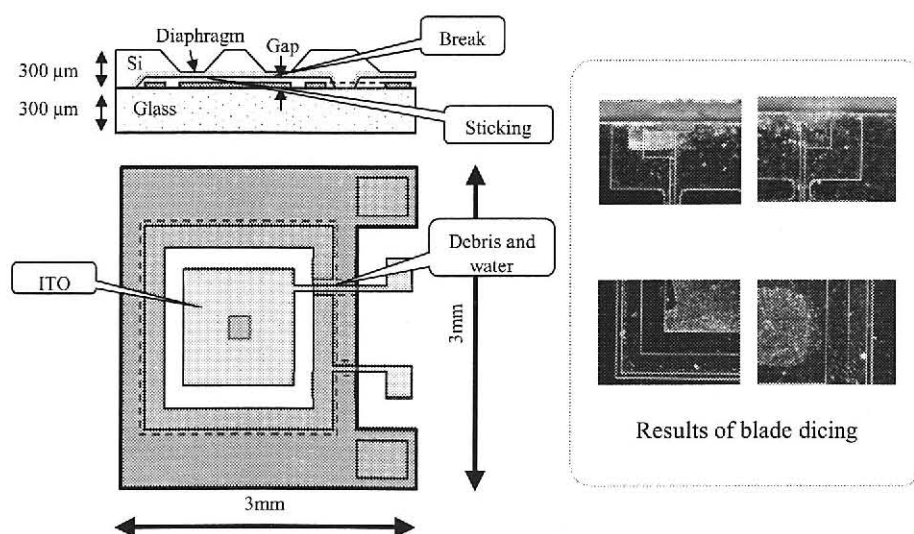 Diaphragm
Gap
Break
Si
300 μm
300 μm
Glass
Sticking
ITO
Debris and
water
3mm
3mm
Results of blade dicing